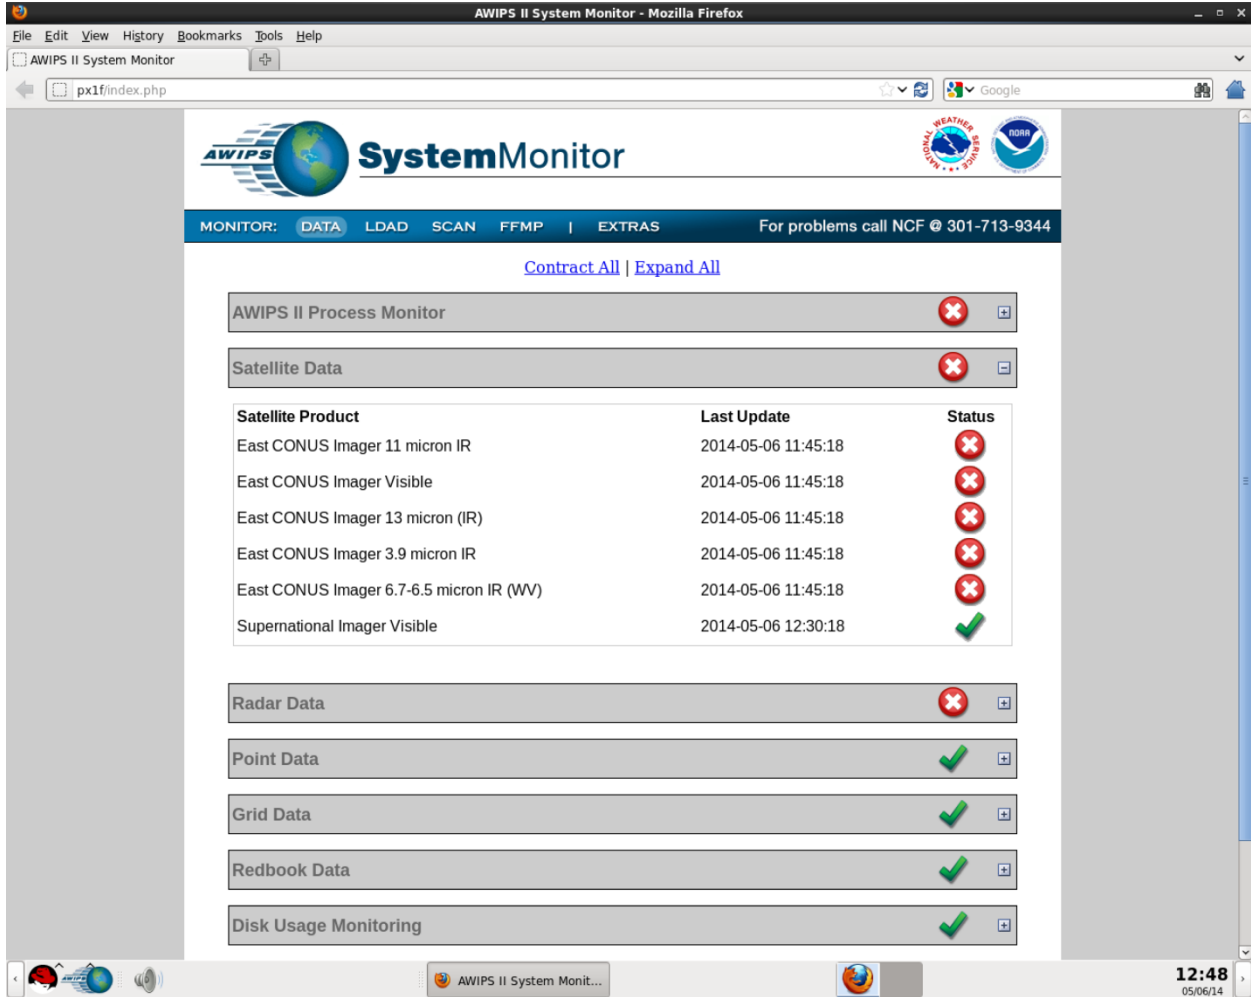 AWIPS II System Monitor - Mozilla Firefox
File Edit View History Bookmarks Tools Help
AWIPS II System Monitor
px1f/index.php
Google
AWIPS
SystemMonitor
NATIONAL WEATHER SERVICE
NOAA
MONITOR: DATA LDAD SCAN FFMP | EXTRAS For problems call NCF @ 301-713-9344
Contract All | Expand All
AWIPS II Process Monitor
Satellite Data
Satellite Product Last Update Status
East CONUS Imager 11 micron IR 2014-05-06 11:45:18
East CONUS Imager Visible 2014-05-06 11:45:18
East CONUS Imager 13 micron (IR) 2014-05-06 11:45:18
East CONUS Imager 3.9 micron IR 2014-05-06 11:45:18
East CONUS Imager 6.7-6.5 micron IR (WV) 2014-05-06 11:45:18
Supernational Imager Visible 2014-05-06 12:30:18
Radar Data
Point Data
Grid Data
Redbook Data
Disk Usage Monitoring
AWIPS II System Monit...
12:48
05/06/14